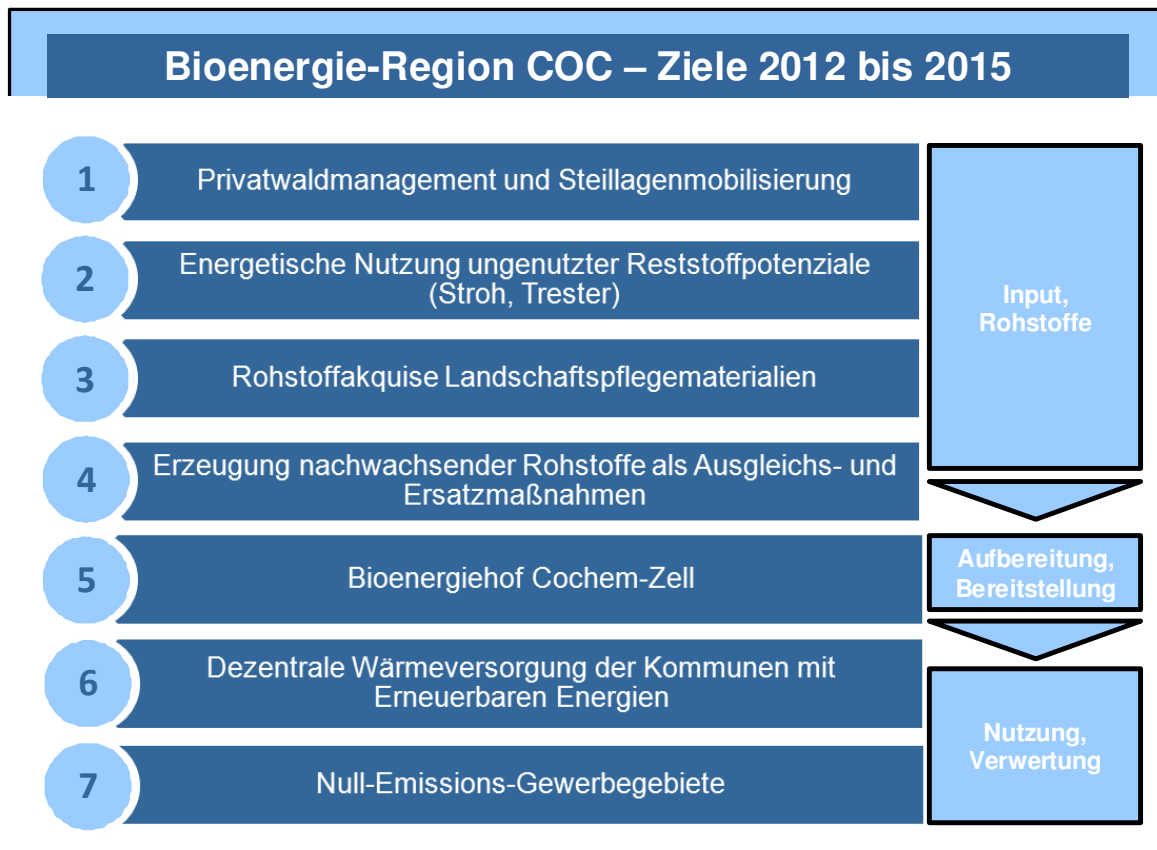 Bioenergie-Region COC – Ziele 2012 bis 2015
1
Privatwaldmanagement und Steillagenmobilisierung
2
Energetische Nutzung ungenutzter Reststoffpotenziale
(Stroh, Trester)
3
Rohstoffakquise Landschaftspflegematerialien
4
Erzeugung nachwachsender Rohstoffe als Ausgleichs- und
Ersatzmaßnahmen
5
Bioenergiehof Cochem-Zell
6
Dezentrale Wärmeversorgung der Kommunen mit
Erneuerbaren Energien
7
Null-Emissions-Gewerbegebiete
Input,
Rohstoffe
Aufbereitung,
Bereitstellung
Nutzung,
Verwertung